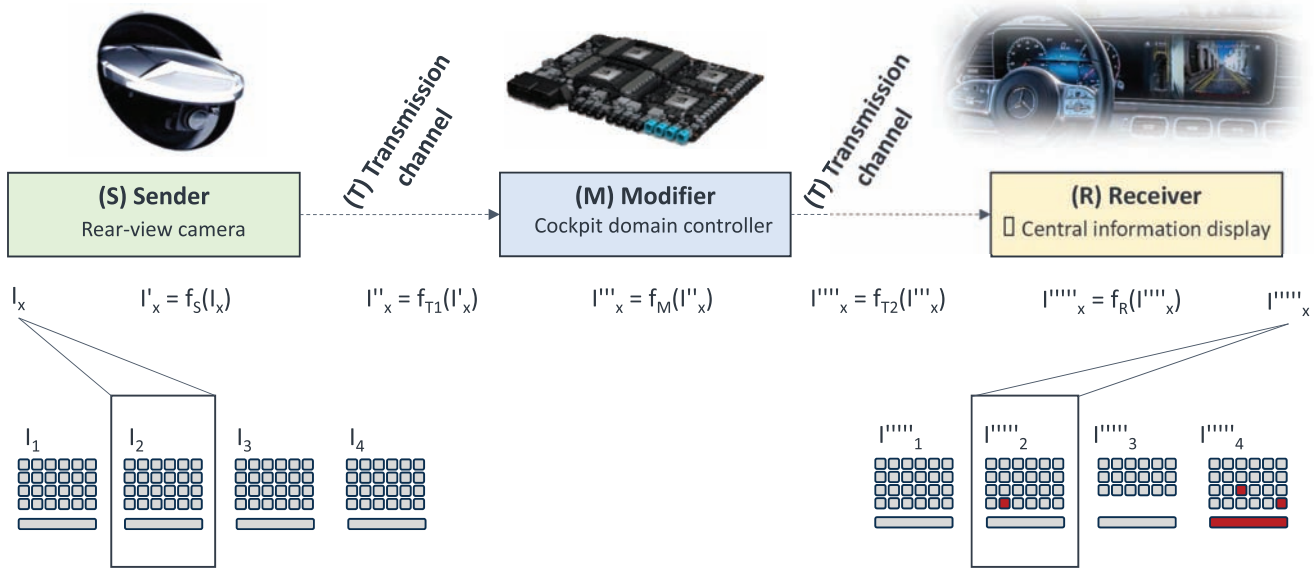 (T) Transmission
channel
(T) Transmission
channel
(S) Sender
Rear-view camera
(M) Modifier
Cockpit domain controller
(R) Receiver
▯ Central information display
Iₓ
I'ₓ = f_S(Iₓ)
I''ₓ = f_T1(I'ₓ)
I'''ₓ = f_M(I''ₓ)
I''''ₓ = f_T2(I'''ₓ)
I'''''ₓ = f_R(I''''ₓ)
I'''''ₓ
I₁
I₂
I₃
I₄
I'''''₁
I'''''₂
I'''''₃
I'''''₄